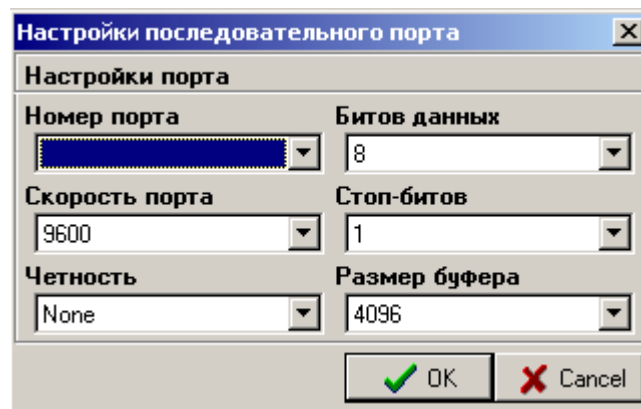 Настройки последовательного порта
Настройки порта
Номер порта
Битов данных
8
Скорость порта
Стоп-битов
9600
1
Четность
Размер буфера
None
4096
OK
Cancel